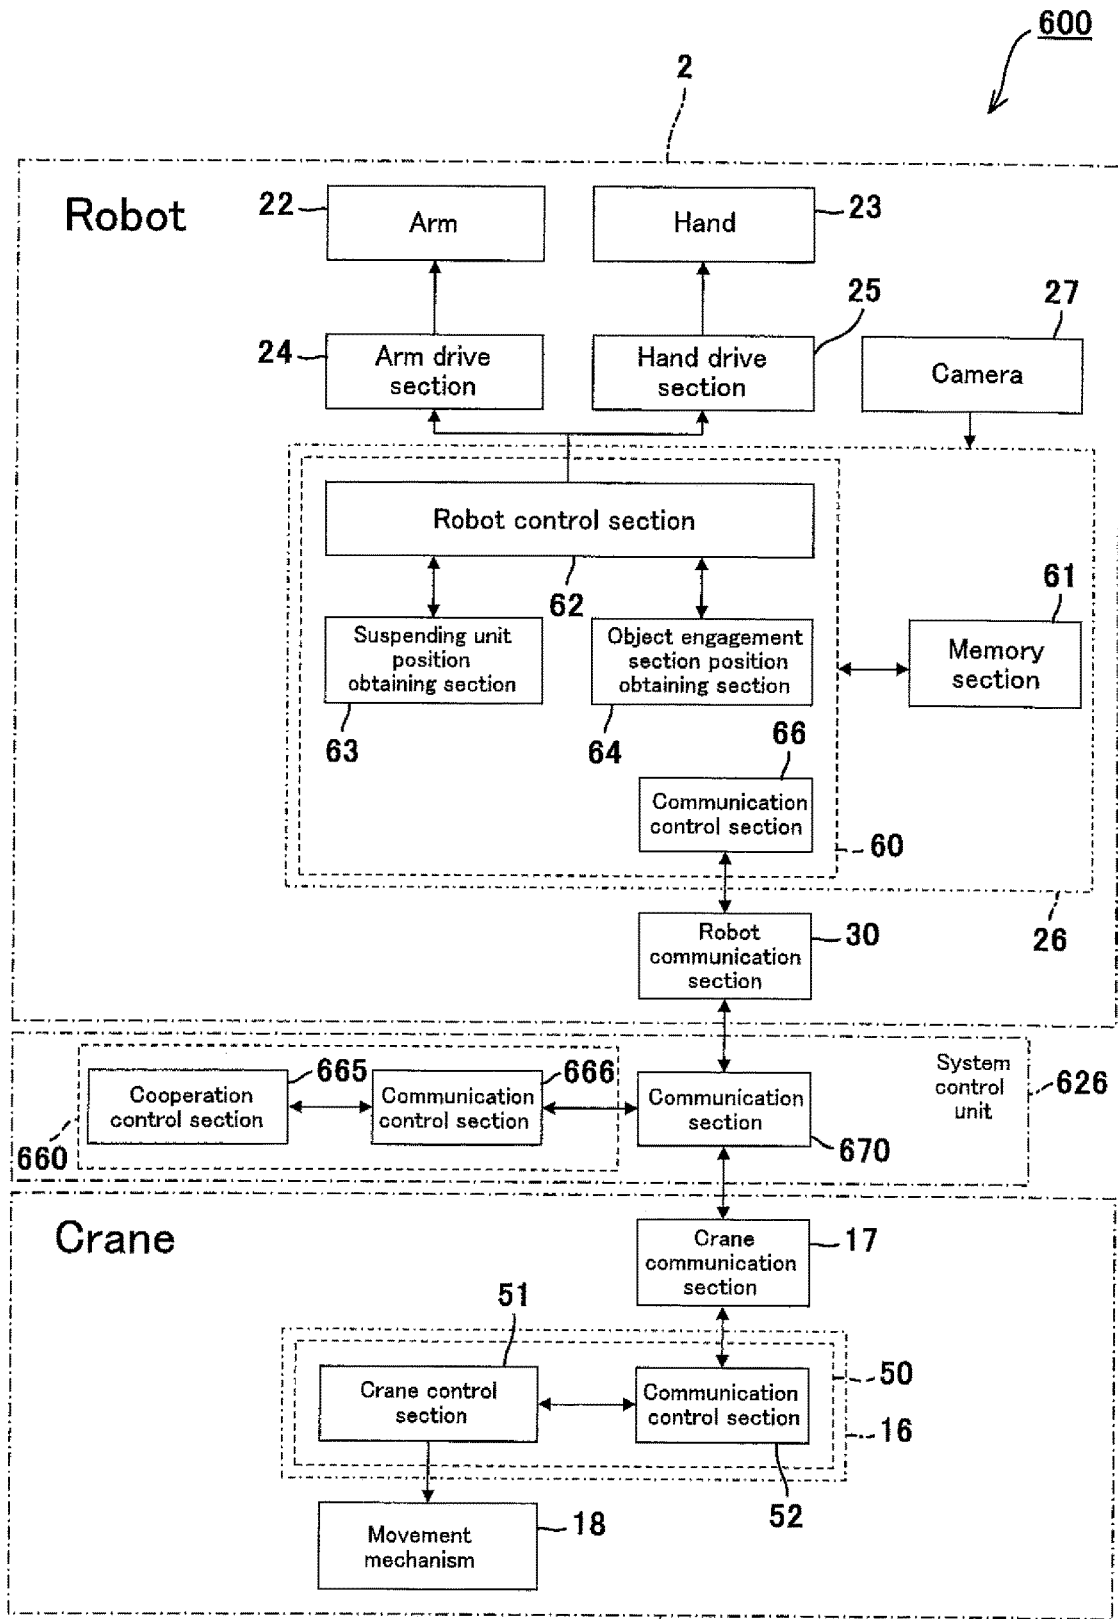 600
2
Robot
22
Arm
Hand
23
24
Arm drive
section
Hand drive
section
25
27
Camera
Robot control section
62
Suspending unit
position
obtaining section
63
Object engagement
section position
obtaining section
64
61
Memory
section
66
Communication
control section
60
26
Robot
communication
section
30
665
Cooperation
control section
666
Communication
control section
660
Communication
section
670
System
control
unit
626
Crane
Crane
communication
section
17
51
Crane control
section
Communication
control section
50
16
52
Movement
mechanism
18